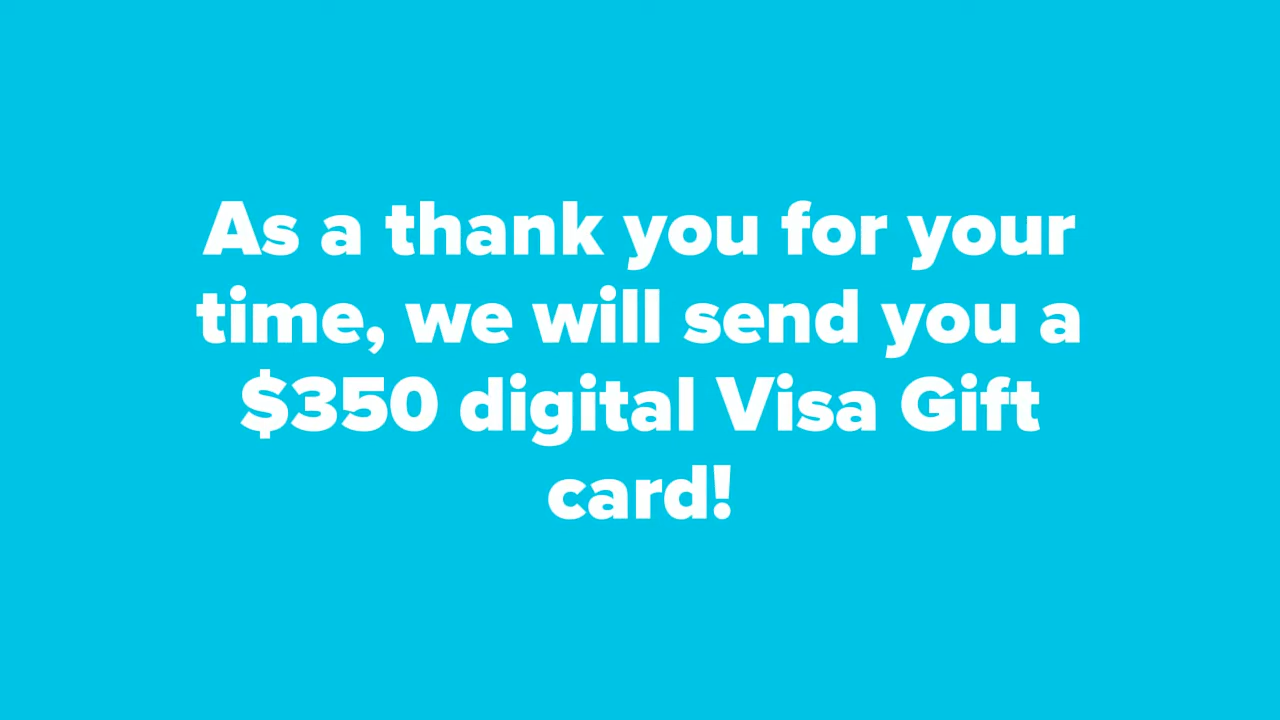 As a thank you for your
time, we will send you a
$350 digital Visa Gift
card!